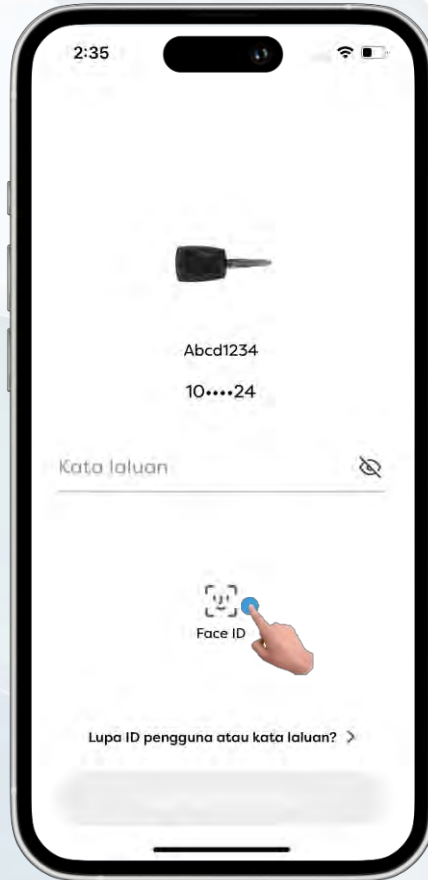 2:35
Abcd1234
10••••24
Kata laluan
Face ID
Lupa ID pengguna atau kata laluan? >